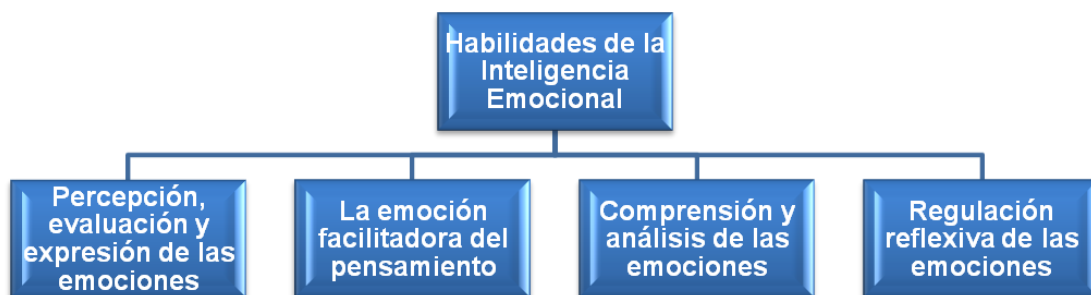 Habilidades de la
Inteligencia
Emocional
Percepción,
evaluación y
expresión de las
emociones
La emoción
facilitadora del
pensamiento
Comprensión y
análisis de las
emociones
Regulación
reflexiva de las
emociones